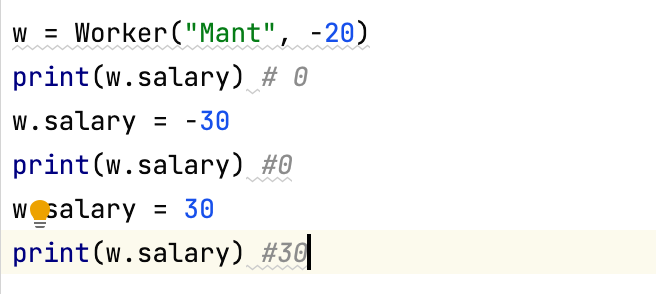 w = Worker("Mant", -20)
print(w.salary) # 0
w.salary = -30
print(w.salary) #0
w salary = 30
print(w.salary) #30